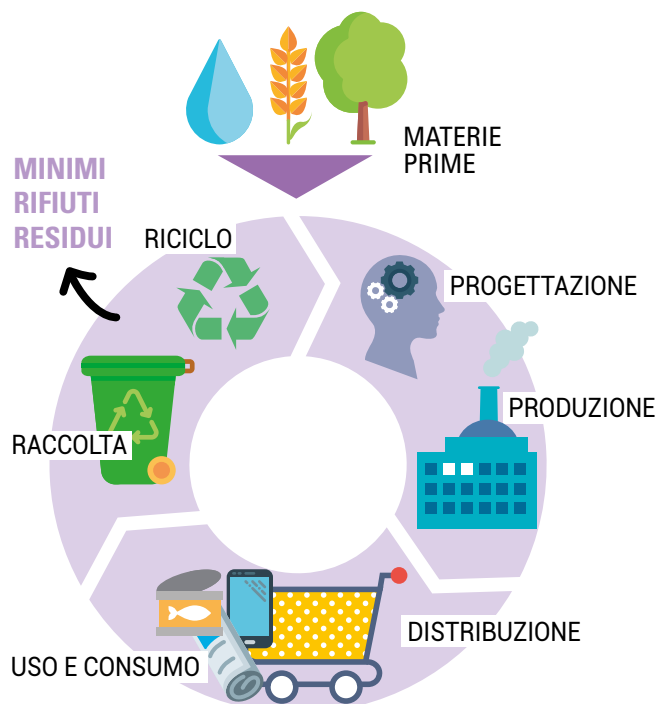 MATERIE
PRIME
MINIMI
RIFIUTI
RESIDUI
RICICLO
PROGETTAZIONE
PRODUZIONE
RACCOLTA
DISTRIBUZIONE
USO E CONSUMO